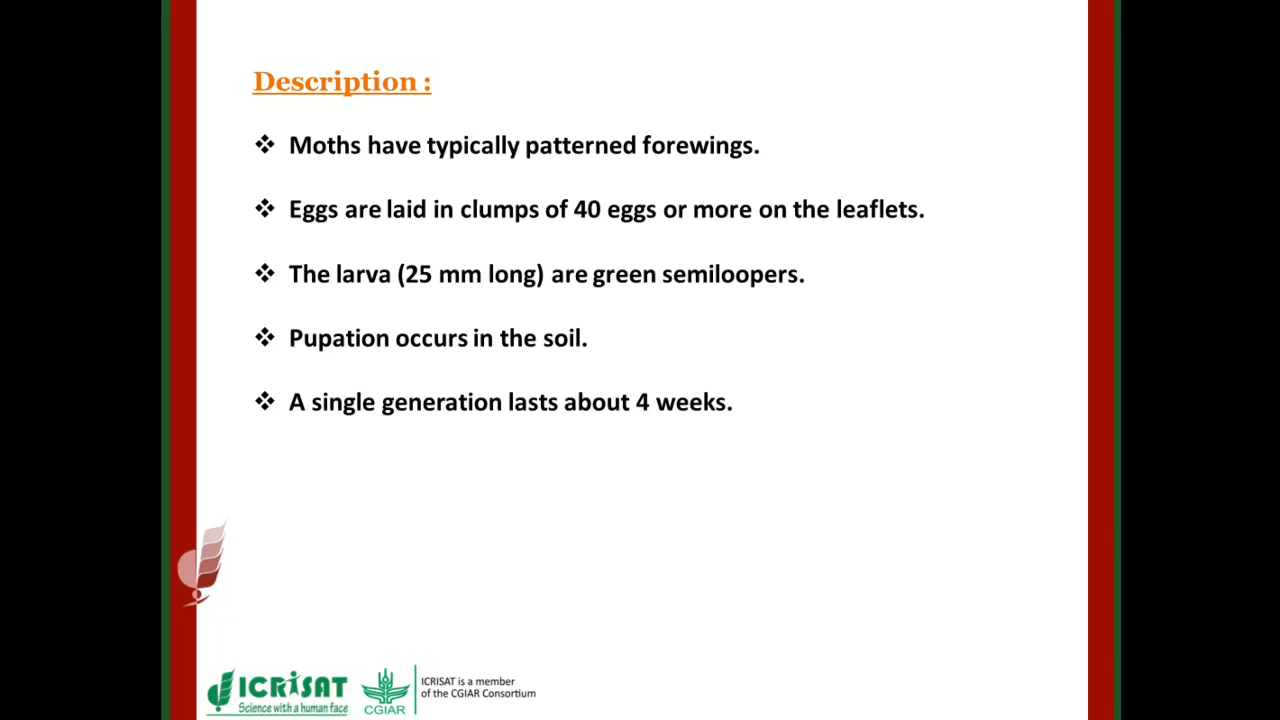 Description :
❖ Moths have typically patterned forewings.
❖ Eggs are laid in clumps of 40 eggs or more on the leaflets.
❖ The larva (25 mm long) are green semiloopers.
❖ Pupation occurs in the soil.
❖ A single generation lasts about 4 weeks.
ICRISAT
Science with a human face
CGIAR
ICRISAT is a member
of the CGIAR Consortium